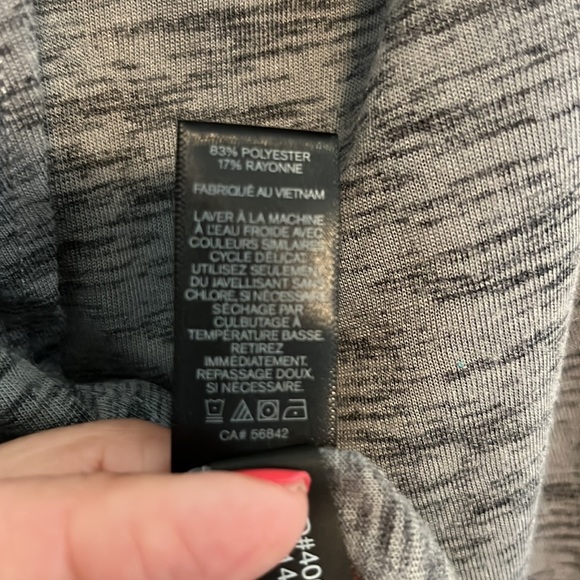 83% POLYESTER
17% RAYONNE
FABRIQUÉ AU VIETNAM
LAVER À LA MACHINE
À L'EAU FROIDE AVEC
COULEURS SIMILAIRES
CYCLE DÉLICAT.
UTILISEZ SEULEMENT
DU JAVELLISANT SANS
CHLORE, SI NÉCESSAIRE.
SÉCHAGE PAR
CULBUTAGE À
TEMPÉRATURE BASSE.
RETIREZ
IMMÉDIATEMENT.
REPASSAGE DOUX,
SI NÉCESSAIRE.
CA# 56842